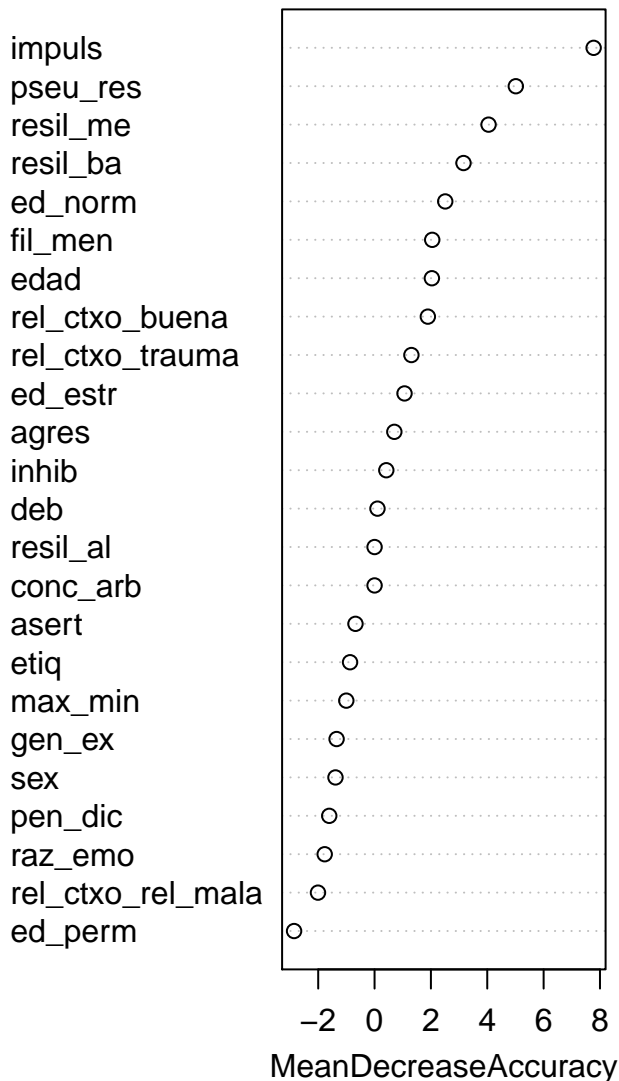 impuls
pseu_res
resil_me
resil_ba
ed_norm
fil_men
edad
rel_ctxo_buena
rel_ctxo_trauma
ed_estr
agres
inhib
deb
resil_al
conc_arb
asert
etiq
max_min
gen_ex
sex
pen_dic
raz_emo
rel_ctxo_rel_mala
ed_perm
−2 0 2 4 6 8
MeanDecreaseAccuracy